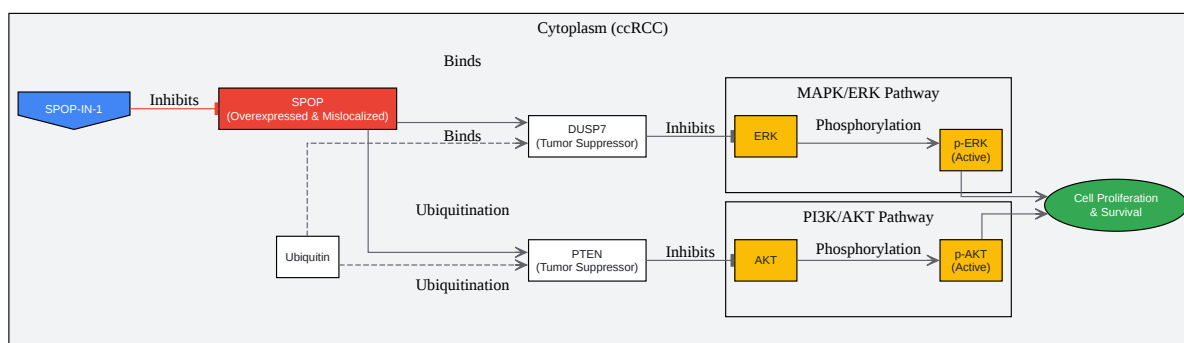 Cytoplasm (ccRCC)
Binds
SPOP-IN-1
Inhibits
SPOP
(Overexpressed & Mislocalized)
Binds
DUSP7
(Tumor Suppressor)
Inhibits
MAPK/ERK Pathway
ERK
Phosphorylation
p-ERK
(Active)
Cell Proliferation
& Survival
Ubiquitination
Ubiquitin
Ubiquitination
PTEN
(Tumor Suppressor)
Inhibits
PI3K/AKT Pathway
AKT
Phosphorylation
p-AKT
(Active)